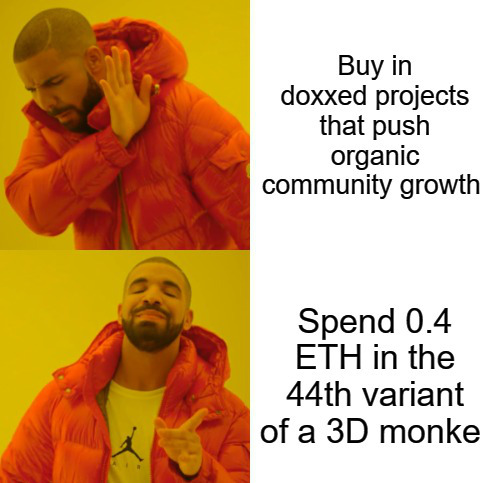 Buy in
doxxed projects
that push
organic
community growth
Spend 0.4
ETH in the
44th variant
of a 3D monke